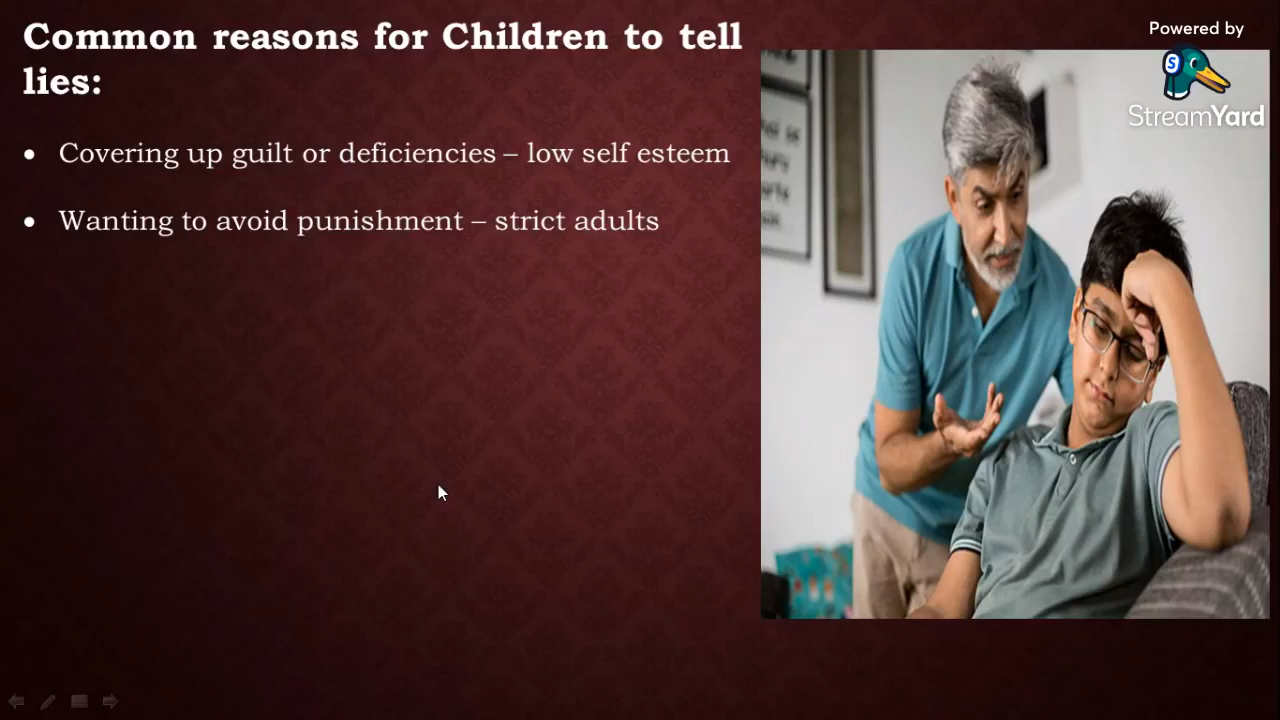 Common reasons for Children to tell
lies:
• Covering up guilt or deficiencies – low self esteem
• Wanting to avoid punishment – strict adults
Powered by
S
StreamYard